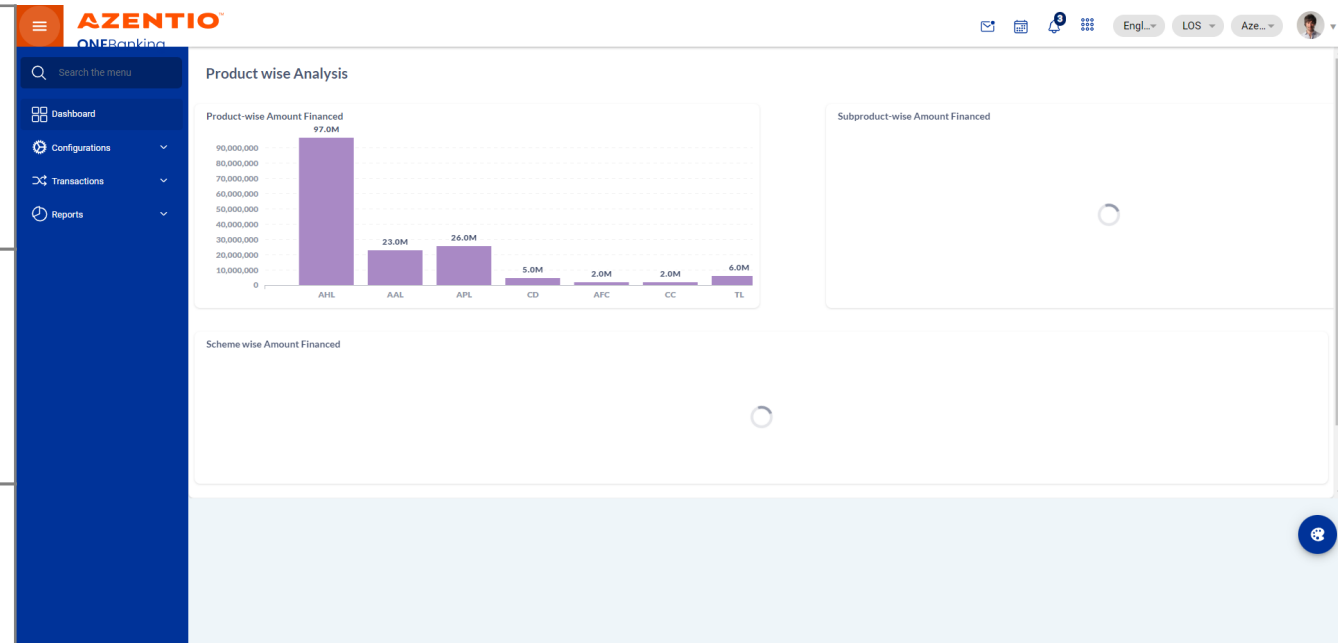 AZENTIO™
ONEBanking
3
Engl...
LOS
Aze...
Search the menu
Dashboard
Configurations
Transactions
Reports
Product wise Analysis
Product-wise Amount Financed
97.0M
90,000,000
80,000,000
70,000,000
60,000,000
50,000,000
40,000,000
30,000,000
20,000,000
10,000,000
0
23.0M
26.0M
5.0M
2.0M
2.0M
6.0M
AHL
AAL
APL
CD
AFC
CC
TL
Subproduct-wise Amount Financed
Scheme wise Amount Financed